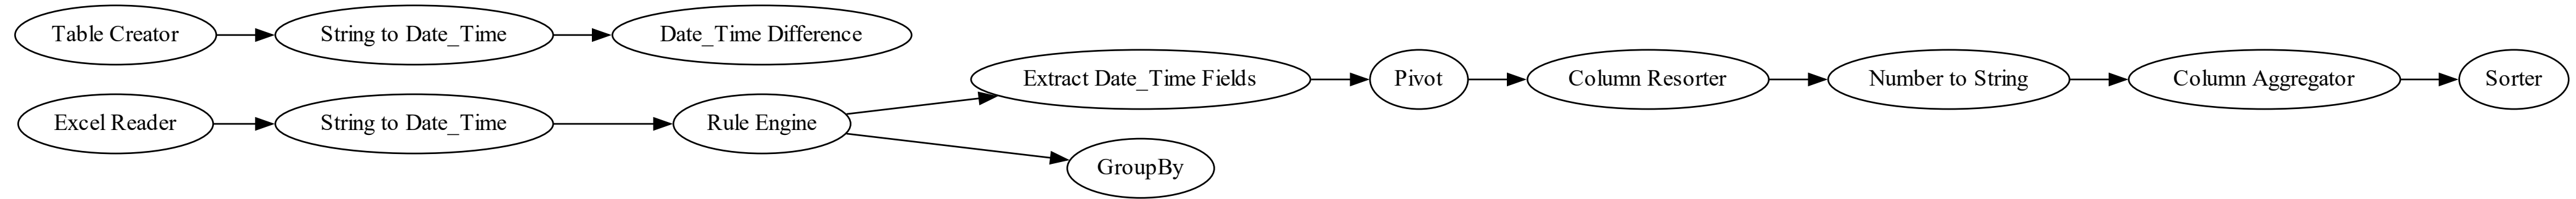 Table Creator
String to Date_Time
Date_Time Difference
Excel Reader
String to Date_Time
Rule Engine
Extract Date_Time Fields
Pivot
Column Resorter
Number to String
Column Aggregator
Sorter
GroupBy